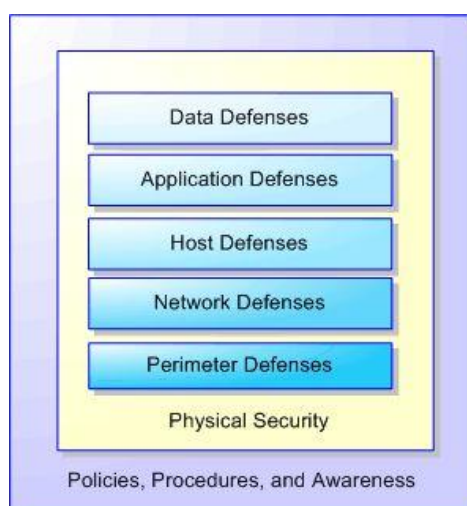 Data Defenses
Application Defenses
Host Defenses
Network Defenses
Perimeter Defenses
Physical Security
Policies, Procedures, and Awareness